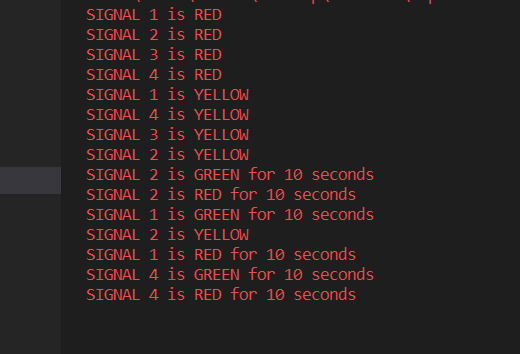 SIGNAL 1 is RED
SIGNAL 2 is RED
SIGNAL 3 is RED
SIGNAL 4 is RED
SIGNAL 1 is YELLOW
SIGNAL 4 is YELLOW
SIGNAL 3 is YELLOW
SIGNAL 2 is YELLOW
SIGNAL 2 is GREEN for 10 seconds
SIGNAL 2 is RED for 10 seconds
SIGNAL 1 is GREEN for 10 seconds
SIGNAL 2 is YELLOW
SIGNAL 1 is RED for 10 seconds
SIGNAL 4 is GREEN for 10 seconds
SIGNAL 4 is RED for 10 seconds